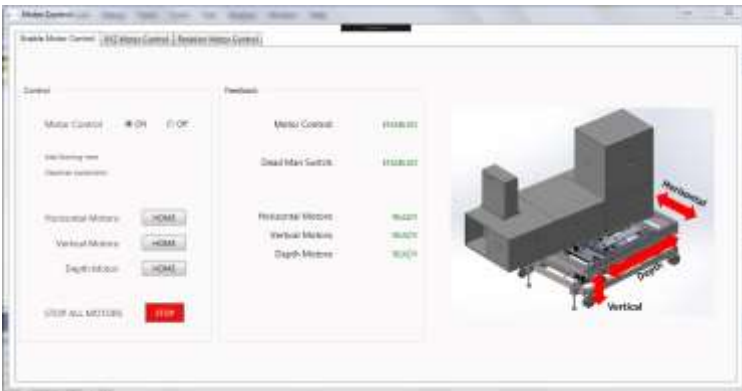 Motor Control
Enable Motor Control XYZ Motor Control Rotation Motor Control
Control
Feedback
Motor Control ON Off
Motor Control ENABLED
Dead Man Switch ENABLED
Horizontal Motors HOME
Horizontal Motors READY
Vertical Motors HOME
Vertical Motors READY
Depth Motor HOME
Depth Motors READY
STOP ALL MOTORS STOP
Horizontal
Depth
Vertical